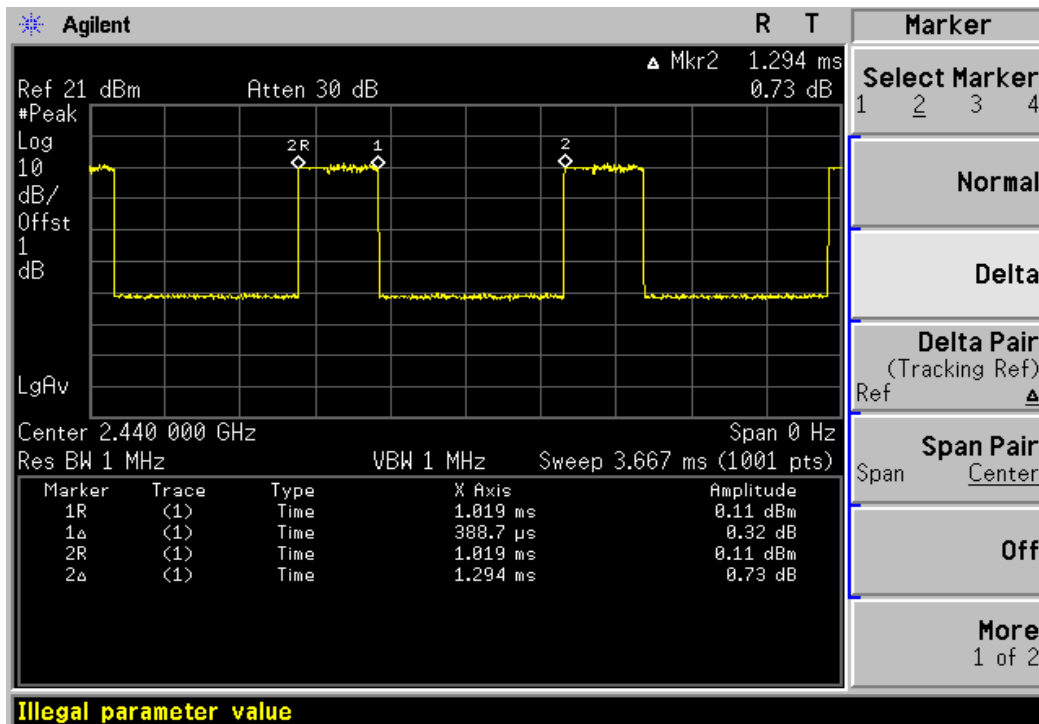 Agilent R T
Marker
▵ Mkr2 1.294 ms
Ref 21 dBm Atten 30 dB 0.73 dB
#Peak
Log
10
dB/
Offst
1
dB
2R 1 2
LgAv
Center 2.440 000 GHz Span 0 Hz
Res BW 1 MHz VBW 1 MHz Sweep 3.667 ms (1001 pts)
Marker Trace Type X Axis Amplitude
1R (1) Time 1.019 ms 0.11 dBm
1▵ (1) Time 388.7 µs 0.32 dB
2R (1) Time 1.019 ms 0.11 dBm
2▵ (1) Time 1.294 ms 0.73 dB
Illegal parameter value
Select Marker
1 2 3 4
Normal
Delta
Delta Pair
(Tracking Ref)
Ref ▵
Span Pair
Span Center
Off
More
1 of 2